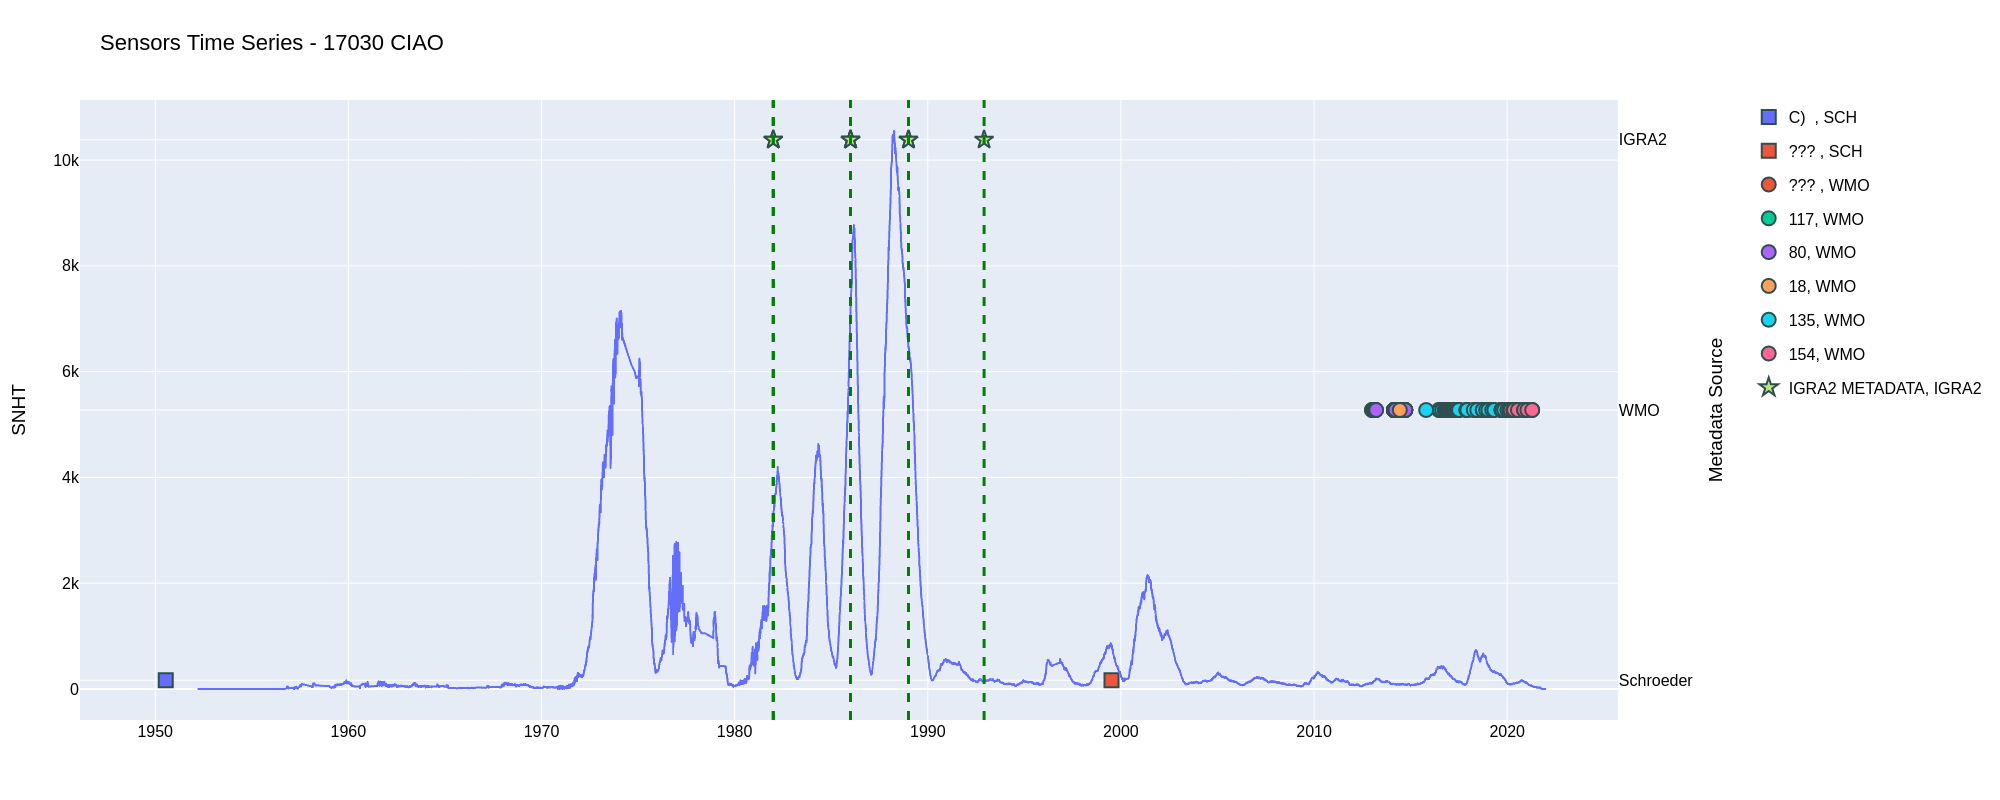 Sensors Time Series - 17030 CIAO
SNHT
10k
8k
6k
4k
2k
0
1950 1960 1970 1980 1990 2000 2010 2020
IGRA2
WMO
Schroeder
Metadata Source
C)  , SCH
??? , SCH
??? , WMO
117, WMO
80, WMO
18, WMO
135, WMO
154, WMO
IGRA2 METADATA, IGRA2